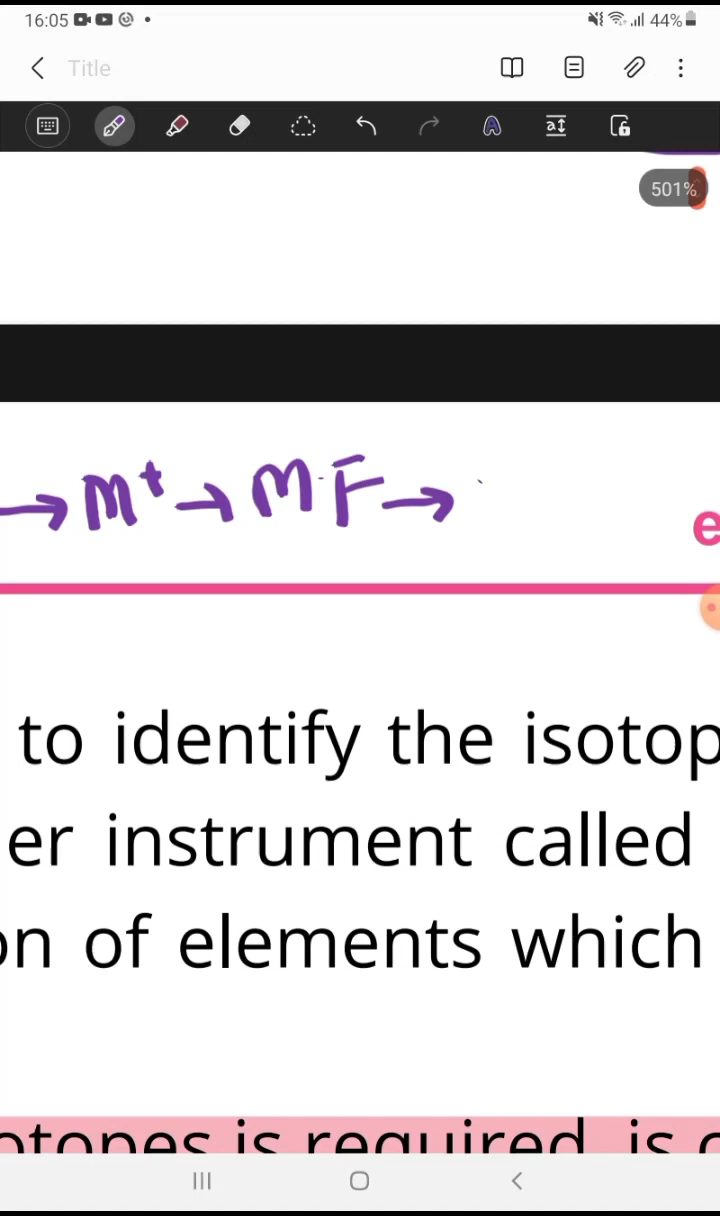 16:05 44%
Title
501%
→ M⁺ → M.F →
e
to identify the isotop
er instrument called
on of elements which
otopes is required, is c